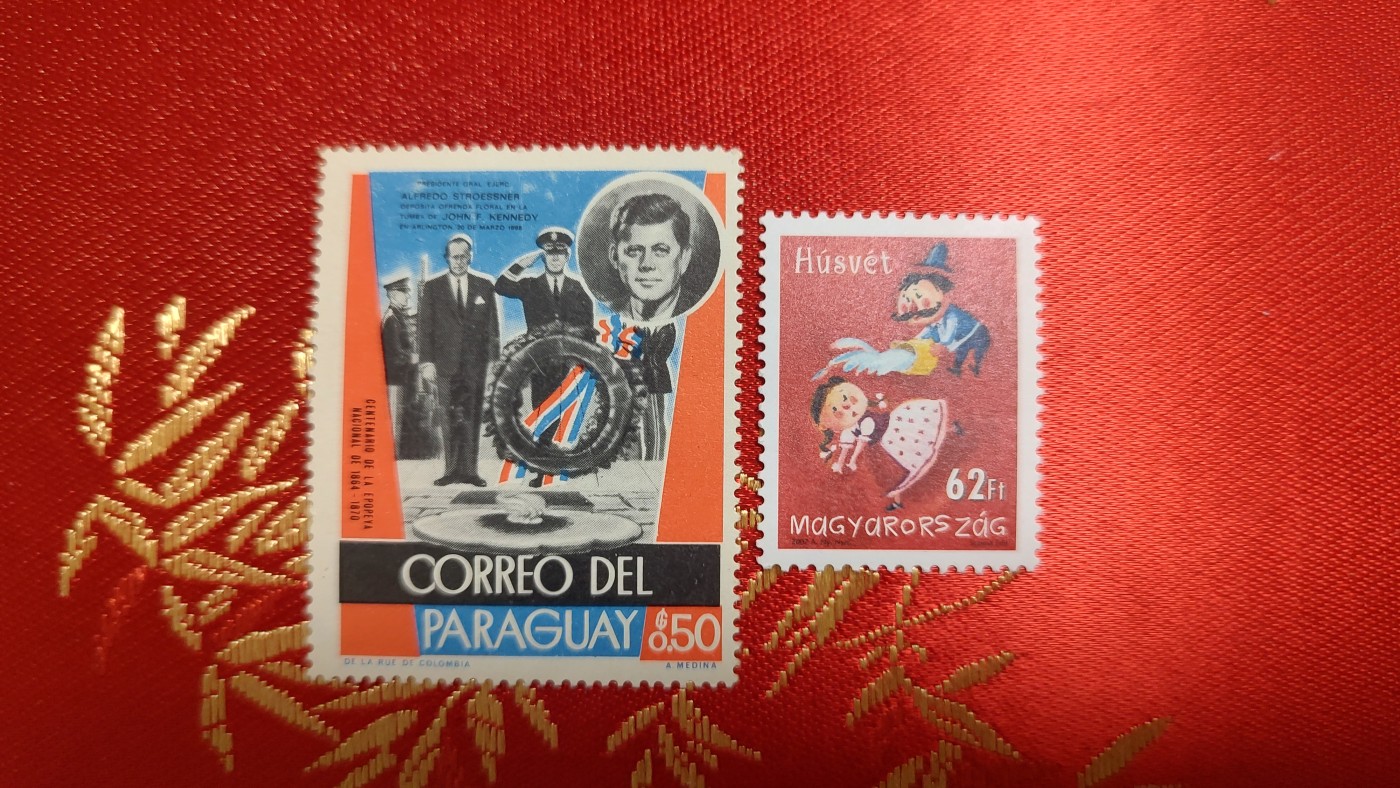 PRESIDENTE GRAL. EJERC.
ALFREDO STROESSNER
DEPOSITA OFRENDA FLORAL EN LA
TUMBA DE JOHN F. KENNEDY
EN ARLINGTON, 20 DE MARZO 1968
CENTENARIO DE LA EPOPEYA
NACIONAL DE 1864 - 1870
CORREO DEL
PARAGUAY ₲ 0.50
DE LA RUE DE COLOMBIA
A. MEDINA
Húsvét
62Ft
MAGYARORSZÁG